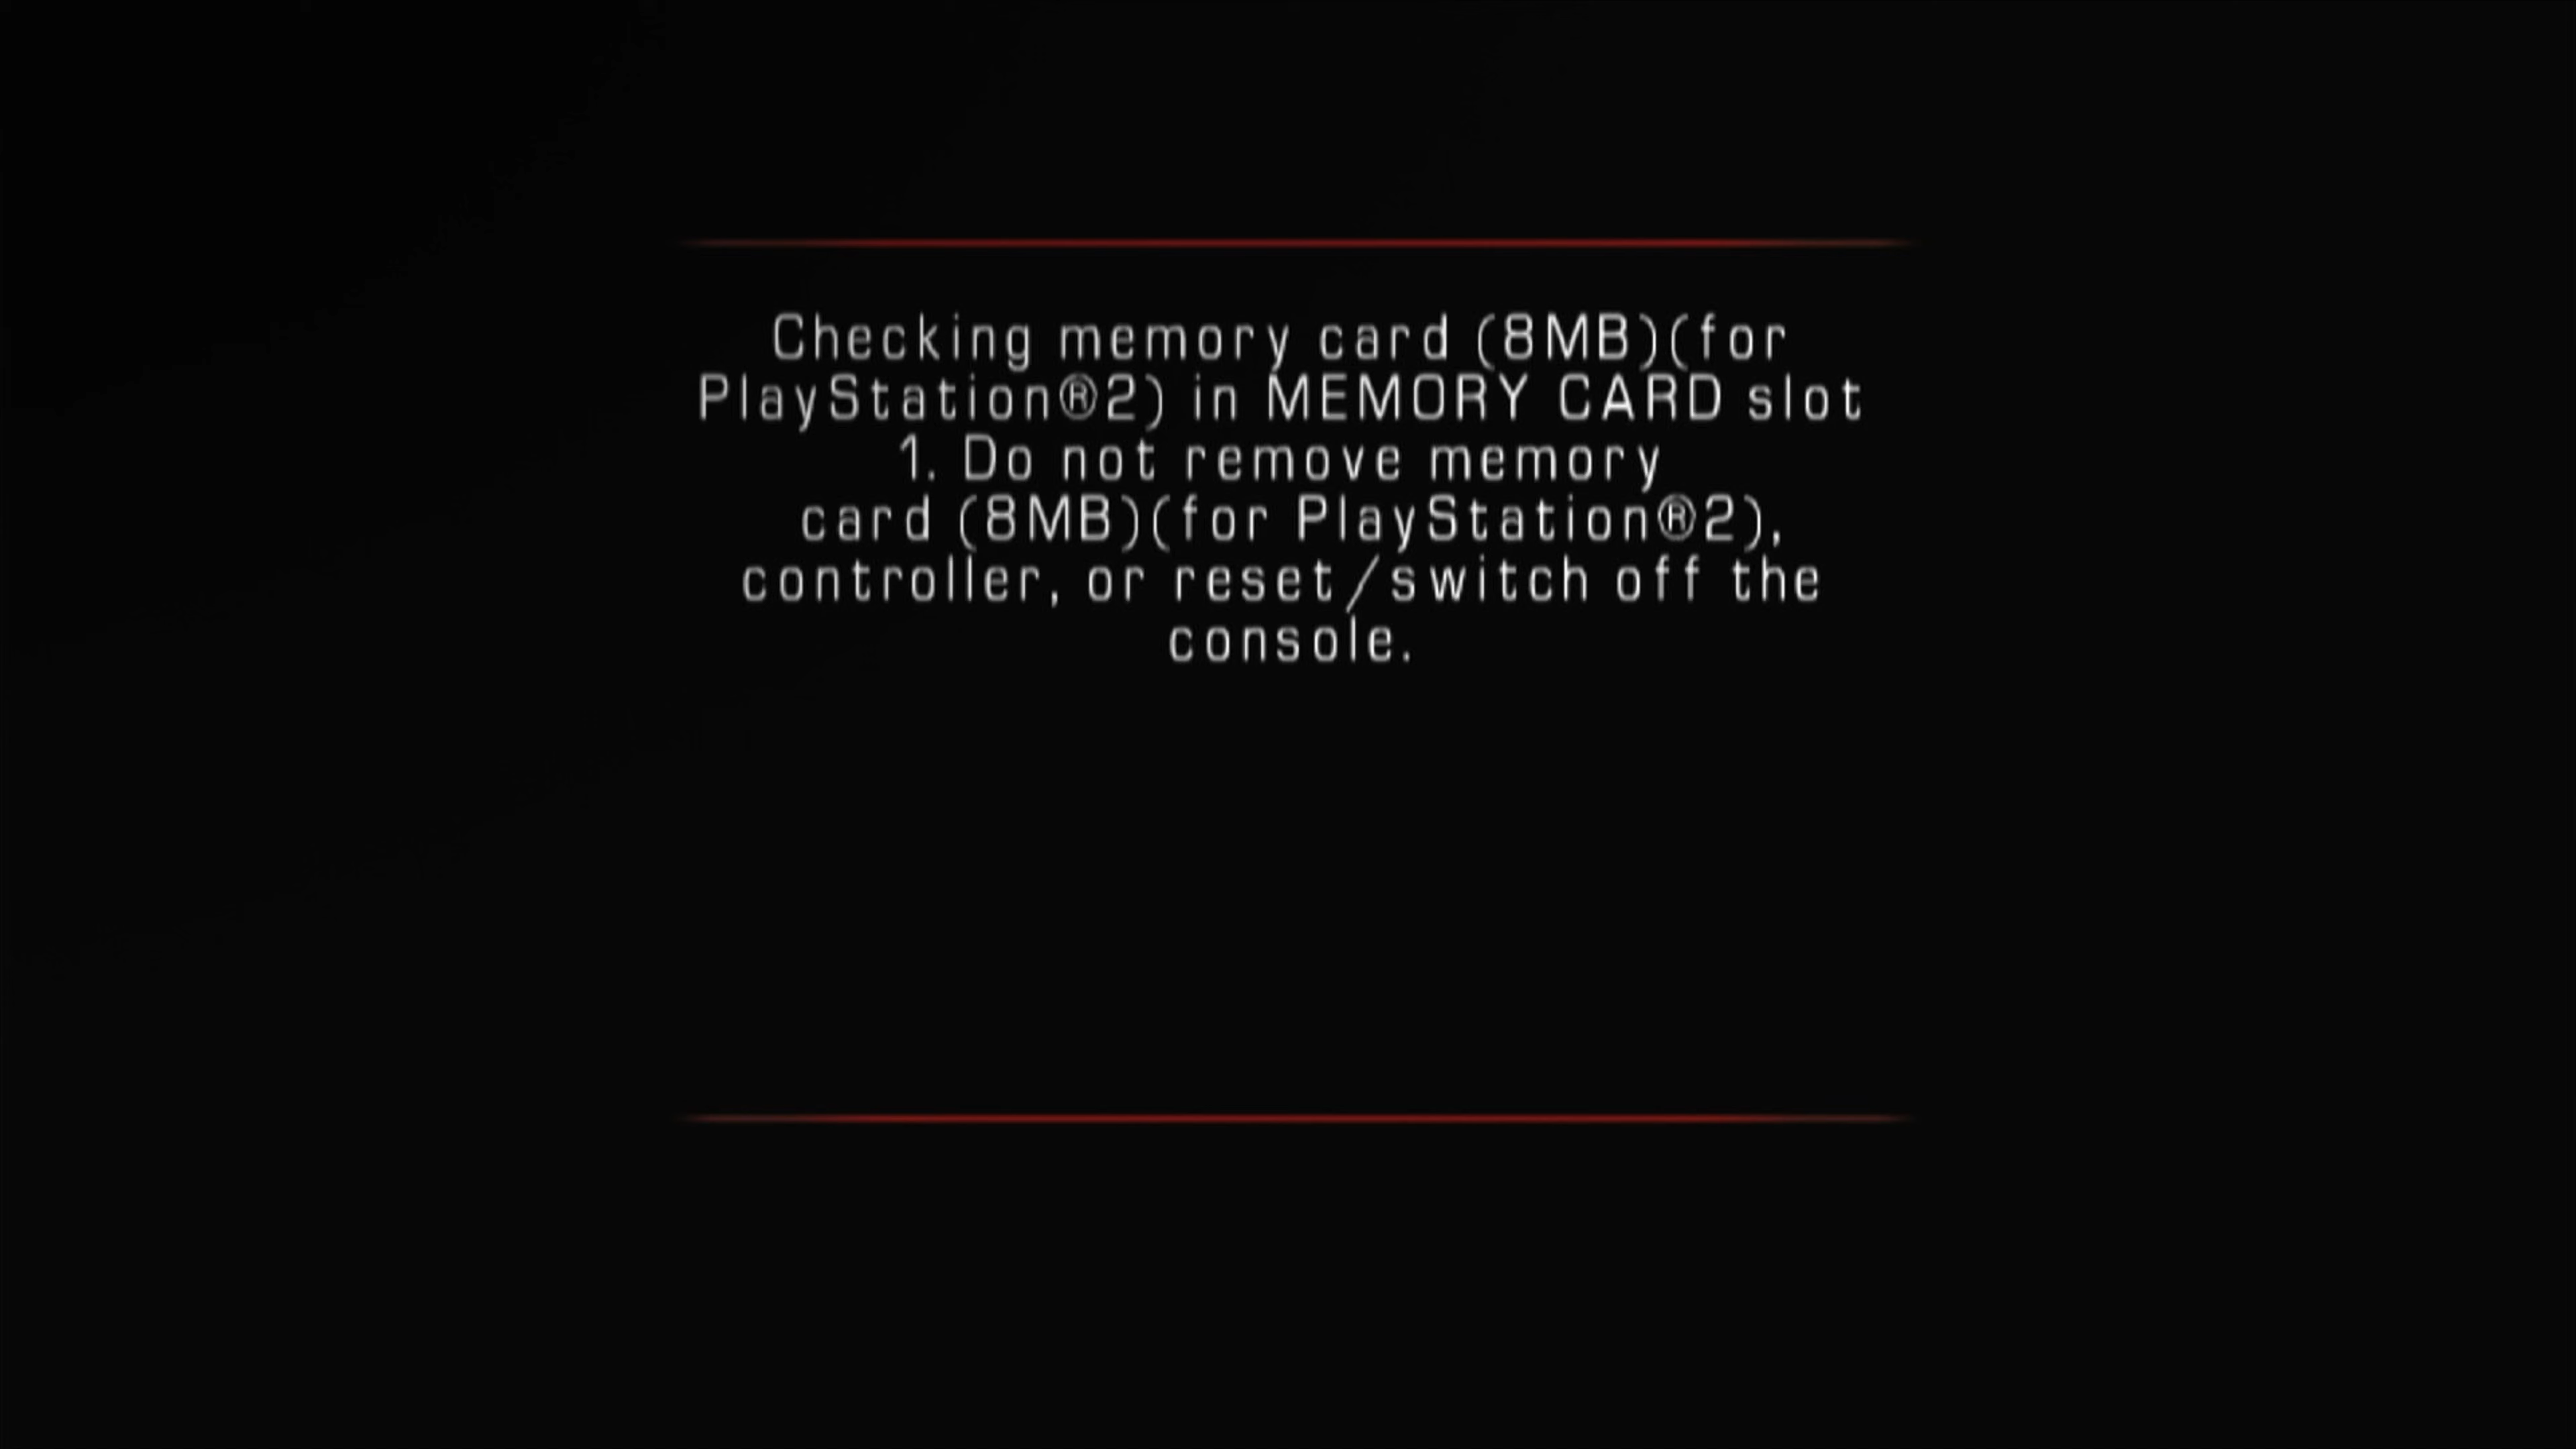 Checking memory card (8MB)(for
PlayStation®2) in MEMORY CARD slot
1. Do not remove memory
card (8MB)(for PlayStation®2),
controller, or reset/switch off the
console.